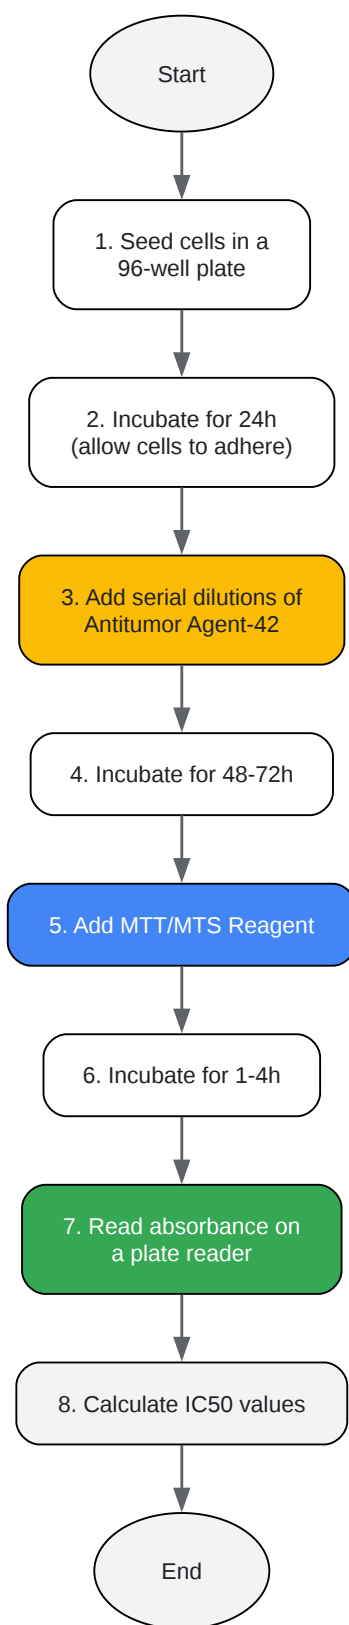 Start
1. Seed cells in a
96-well plate
2. Incubate for 24h
(allow cells to adhere)
3. Add serial dilutions of
Antitumor Agent-42
4. Incubate for 48-72h
5. Add MTT/MTS Reagent
6. Incubate for 1-4h
7. Read absorbance on
a plate reader
8. Calculate IC50 values
End